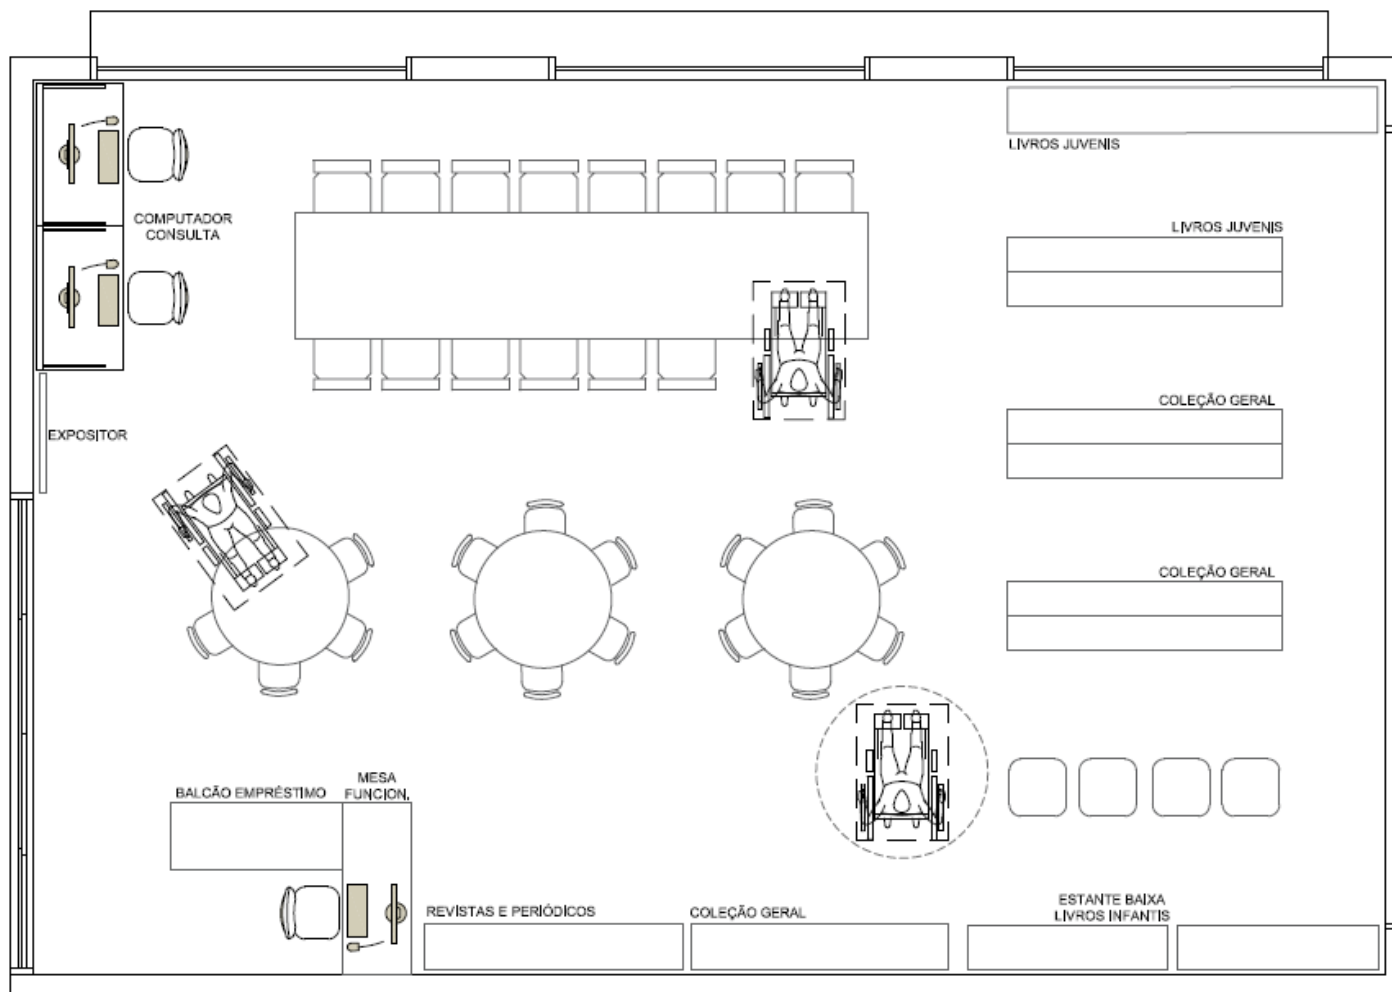 LIVROS JUVENIS
COMPUTADOR
CONSULTA
LIVROS JUVENIS
COLEÇÃO GERAL
EXPOSITOR
COLEÇÃO GERAL
MESA
FUNCION.
BALCÃO EMPRÉSTIMO
REVISTAS E PERIÓDICOS
COLEÇÃO GERAL
ESTANTE BAIXA
LIVROS INFANTIS